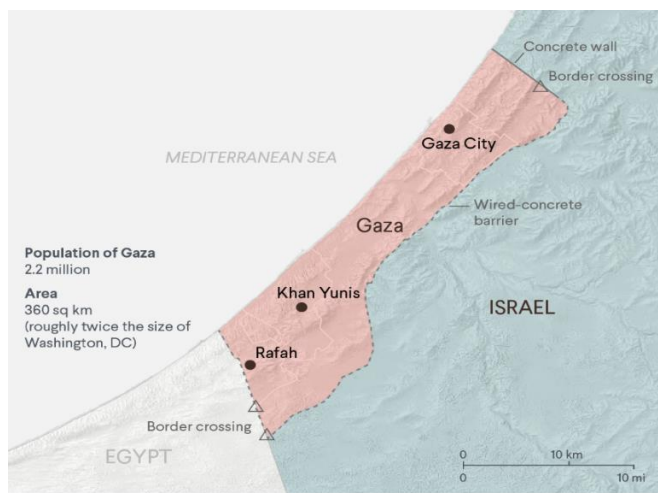 Concrete wall
Border crossing
Gaza City
MEDITERRANEAN SEA
Wired-concrete
barrier
Gaza
Population of Gaza
2.2 million
Area
360 sq km
(roughly twice the size of
Washington, DC)
Khan Yunis
ISRAEL
Rafah
Border crossing
EGYPT
0 10 km
0 10 mi